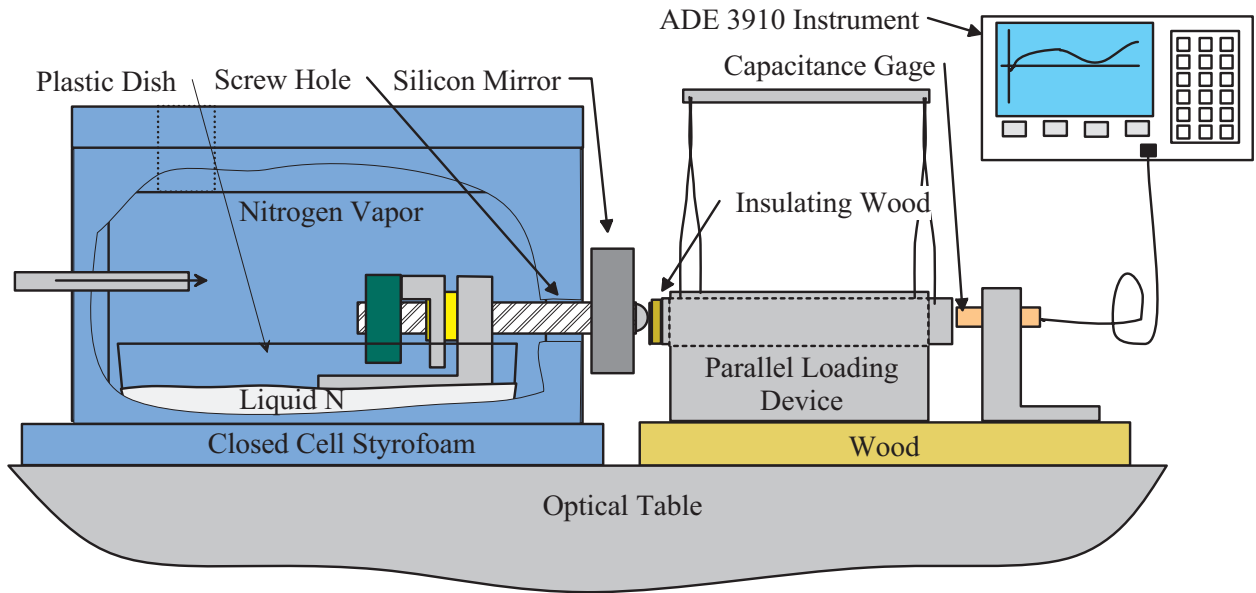 ADE 3910 Instrument
Capacitance Gage
Plastic Dish
Screw Hole
Silicon Mirror
Nitrogen Vapor
Insulating Wood
Parallel Loading
Device
Liquid N
Closed Cell Styrofoam
Wood
Optical Table